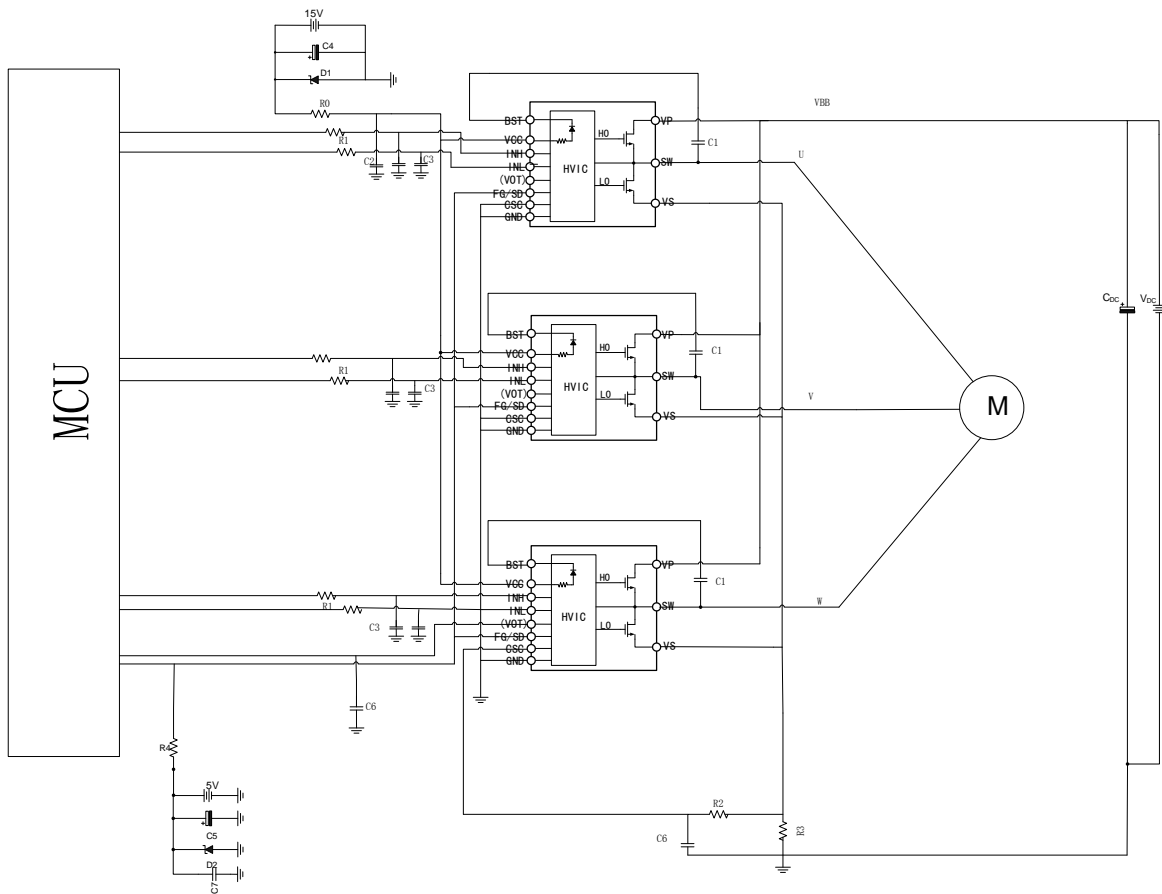 15V
C4
D1
R0
R1
C2
C3
BST
VCC
INH
INL
(VOT)
FG/SD
CSC
GND
HVIC
HO
LO
VP
SW
VS
C1
VBB
U
MCU
R1
C3
BST
VCC
INH
INL
(VOT)
FG/SD
CSC
GND
HVIC
HO
LO
VP
SW
VS
C1
V
M
CDC
+
VDC
R1
C3
BST
VCC
INH
INL
(VOT)
FG/SD
CSC
GND
HVIC
HO
LO
VP
SW
VS
C1
W
C6
R4
5V
C5
D2
C7
R2
C6
R3